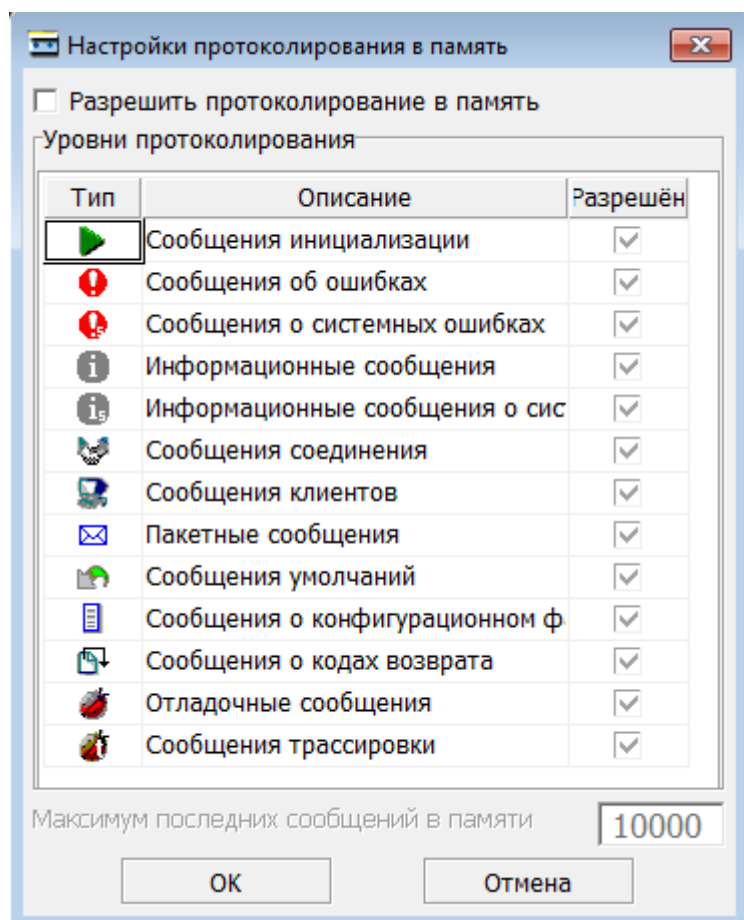 Настройки протоколирования в память
Разрешить протоколирование в память
Уровни протоколирования
Тип Описание Разрешён
Сообщения инициализации
Сообщения об ошибках
Сообщения о системных ошибках
Информационные сообщения
Информационные сообщения о сис
Сообщения соединения
Сообщения клиентов
Пакетные сообщения
Сообщения умолчаний
Сообщения о конфигурационном ф
Сообщения о кодах возврата
Отладочные сообщения
Сообщения трассировки
Максимум последних сообщений в памяти 10000
OK Отмена